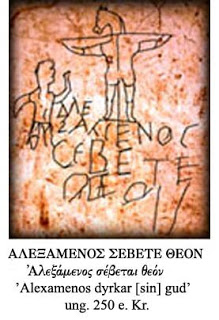 ΑΛΕ
ΞΑΜΕΝΟϹ
ϹΕΒΕΤΕ
ΘΕΟΝ
ΑΛΕΞΑΜΕΝΟΣ ΣΕΒΕΤΕ ΘΕΟΝ
Ἀλεξάμενος σέβεται θεόν
’Alexamenos dyrkar [sin] gud’
ung. 250 e. Kr.